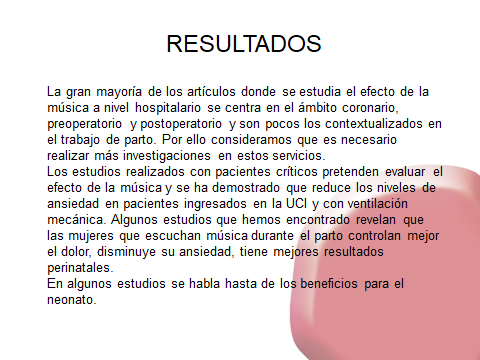 RESULTADOS
La gran mayoría de los artículos donde se estudia el efecto de la
música a nivel hospitalario se centra en el ámbito coronario,
preoperatorio y postoperatorio y son pocos los contextualizados en
el trabajo de parto. Por ello consideramos que es necesario
realizar más investigaciones en estos servicios.
Los estudios realizados con pacientes críticos pretenden evaluar el
efecto de la música y se ha demostrado que reduce los niveles de
ansiedad en pacientes ingresados en la UCI y con ventilación
mecánica. Algunos estudios que hemos encontrado revelan que
las mujeres que escuchan música durante el parto controlan mejor
el dolor, disminuye su ansiedad, tiene mejores resultados
perinatales.
En algunos estudios se habla hasta de los beneficios para el
neonato.